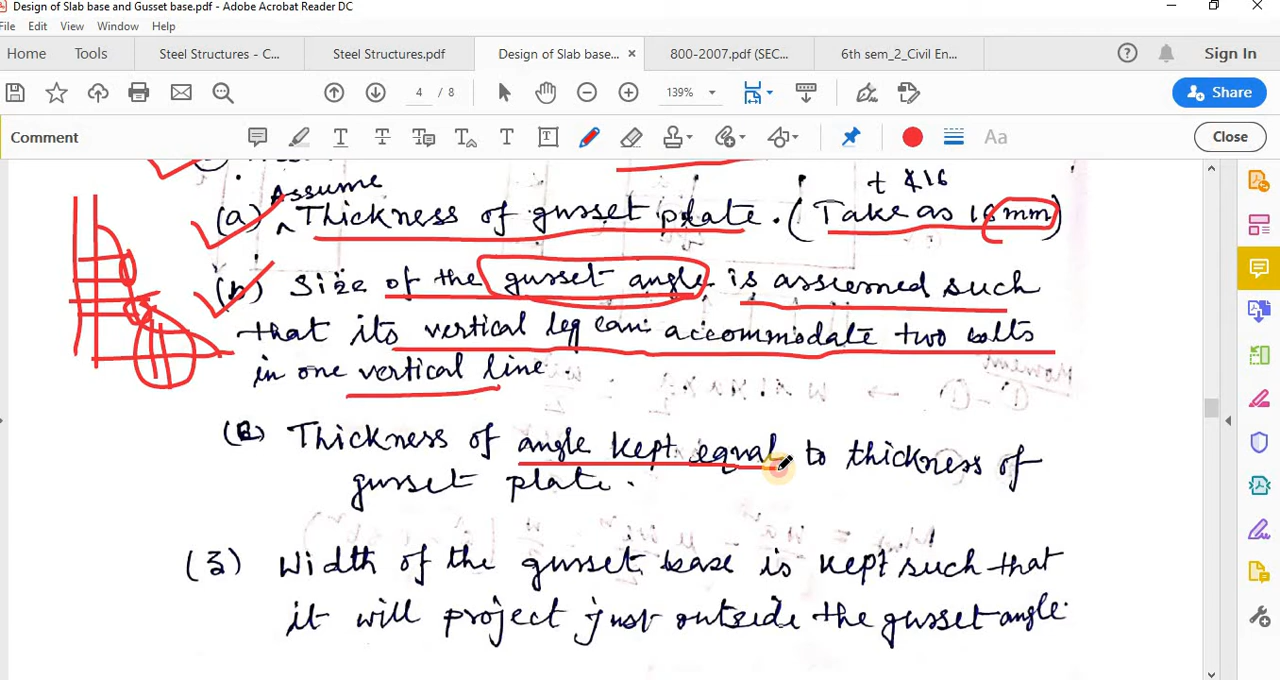 Design of Slab base and Gusset base.pdf - Adobe Acrobat Reader DC
File Edit View Window Help
Home Tools Steel Structures - C... Steel Structures.pdf Design of Slab base... × 800-2007.pdf (SEC... 6th sem_2_Civil En... Sign In
4 / 8 139% Share
Comment Aa Close
Assume t ≮ 16
(a) ^ Thickness of gusset plate. (Take as 16 mm)
(b) Size of the gusset angle is assumed such
that its vertical leg can accommodate two bolts
in one vertical line.
(c) Thickness of angle kept equal to thickness of
gusset plate.
(3) Width of the gusset base is kept such that
it will project just outside the gusset angle.